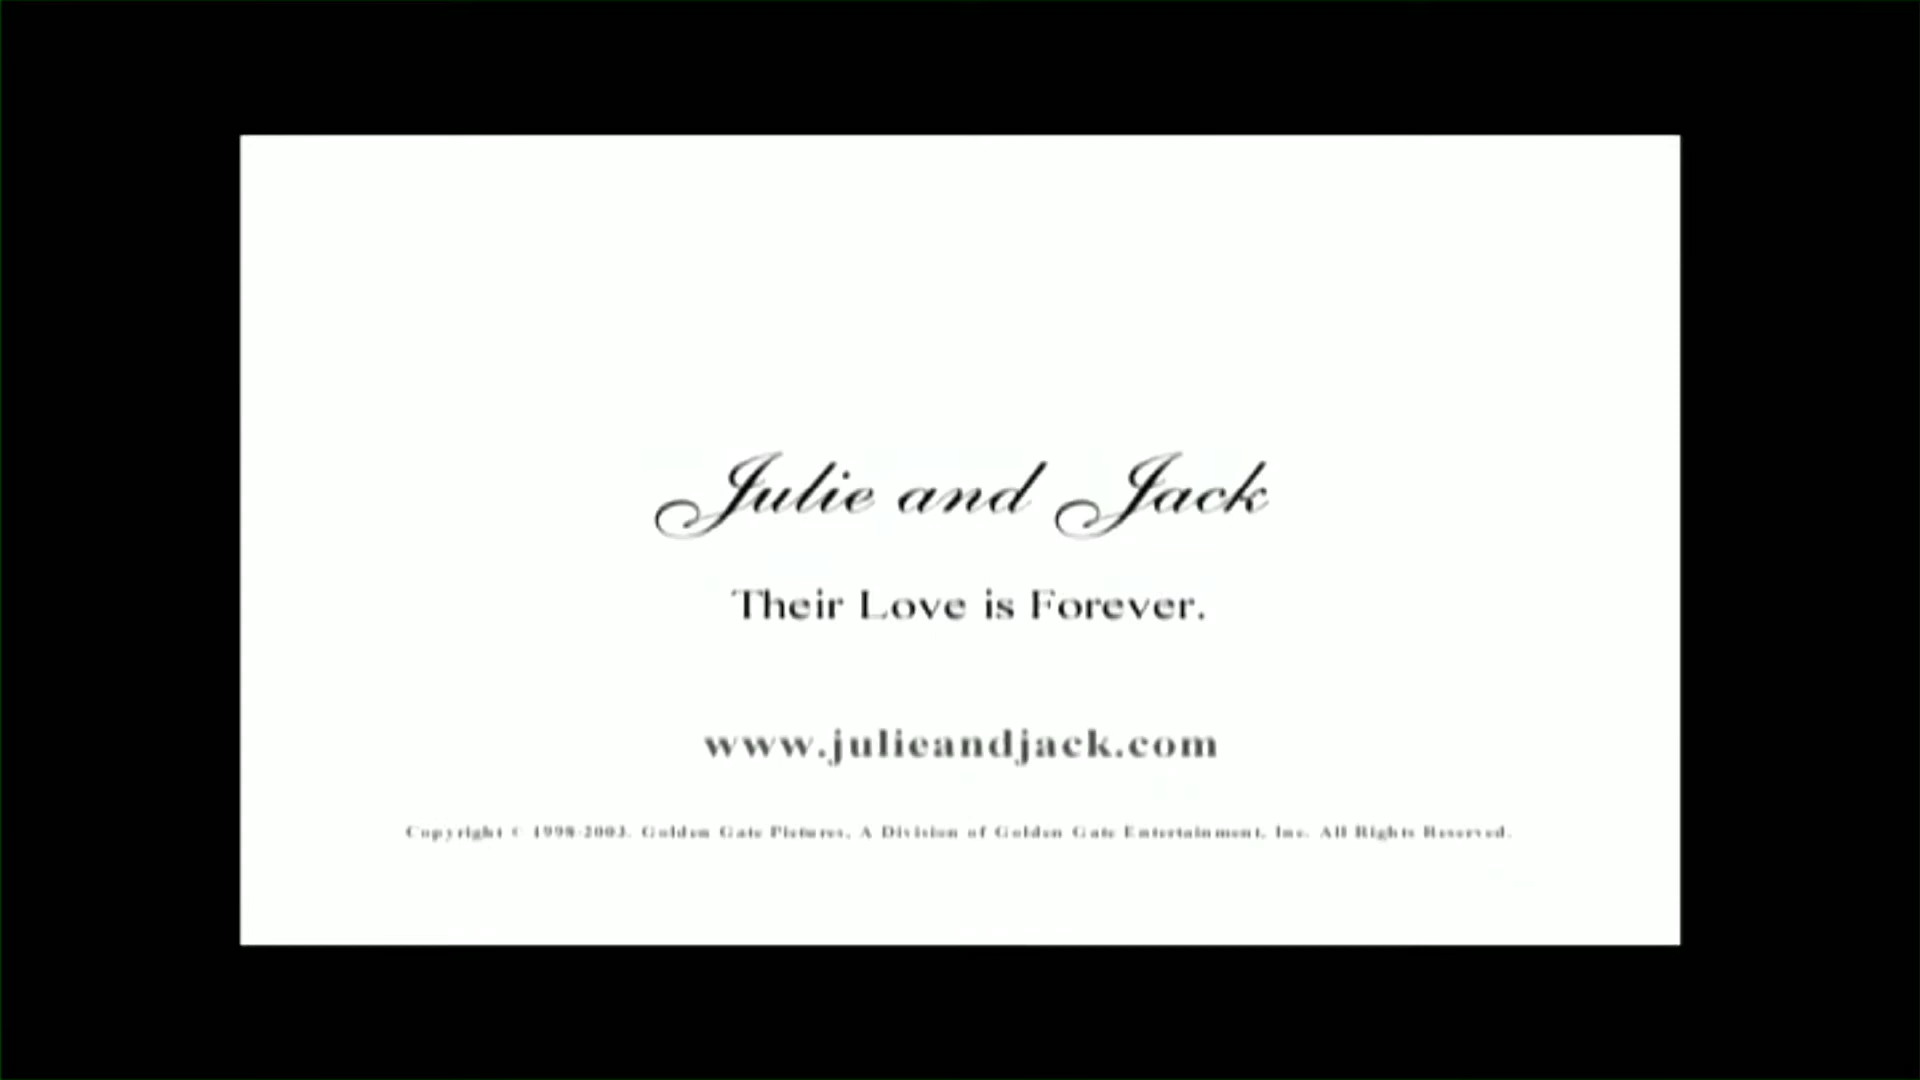 Julie and Jack
Their Love is Forever.
www.julieandjack.com
Copyright © 1998-2003. Golden Gate Pictures, A Division of Golden Gate Entertainment, Inc. All Rights Reserved.